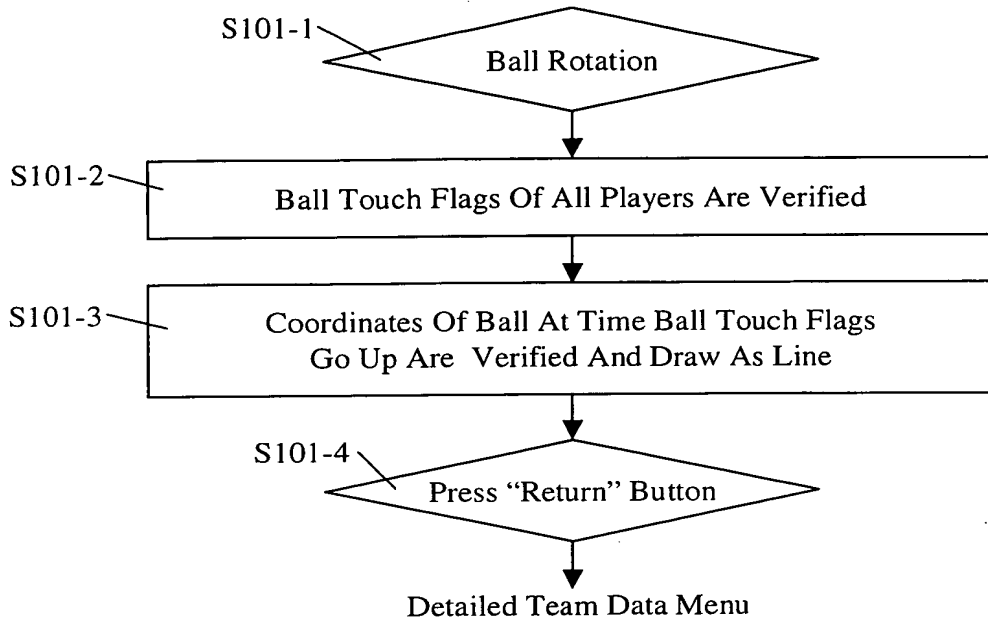 S101-1
Ball Rotation
S101-2
Ball Touch Flags Of All Players Are Verified
S101-3
Coordinates Of Ball At Time Ball Touch Flags
Go Up Are Verified And Draw As Line
S101-4
Press “Return” Button
Detailed Team Data Menu